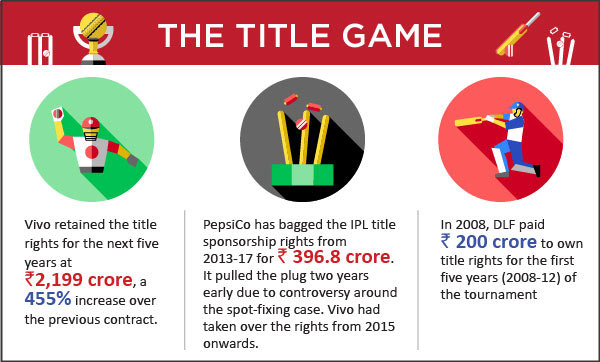 THE TITLE GAME
Vivo retained the title
rights for the next five
years at
₹2,199 crore, a
455% increase over
the previous contract.
PepsiCo has bagged the IPL title
sponsorship rights from
2013-17 for ₹ 396.8 crore.
It pulled the plug two years
early due to controversy around
the spot-fixing case. Vivo had
taken over the rights from 2015
onwards.
In 2008, DLF paid
₹ 200 crore to own
title rights for the first
five years (2008-12) of
the tournament